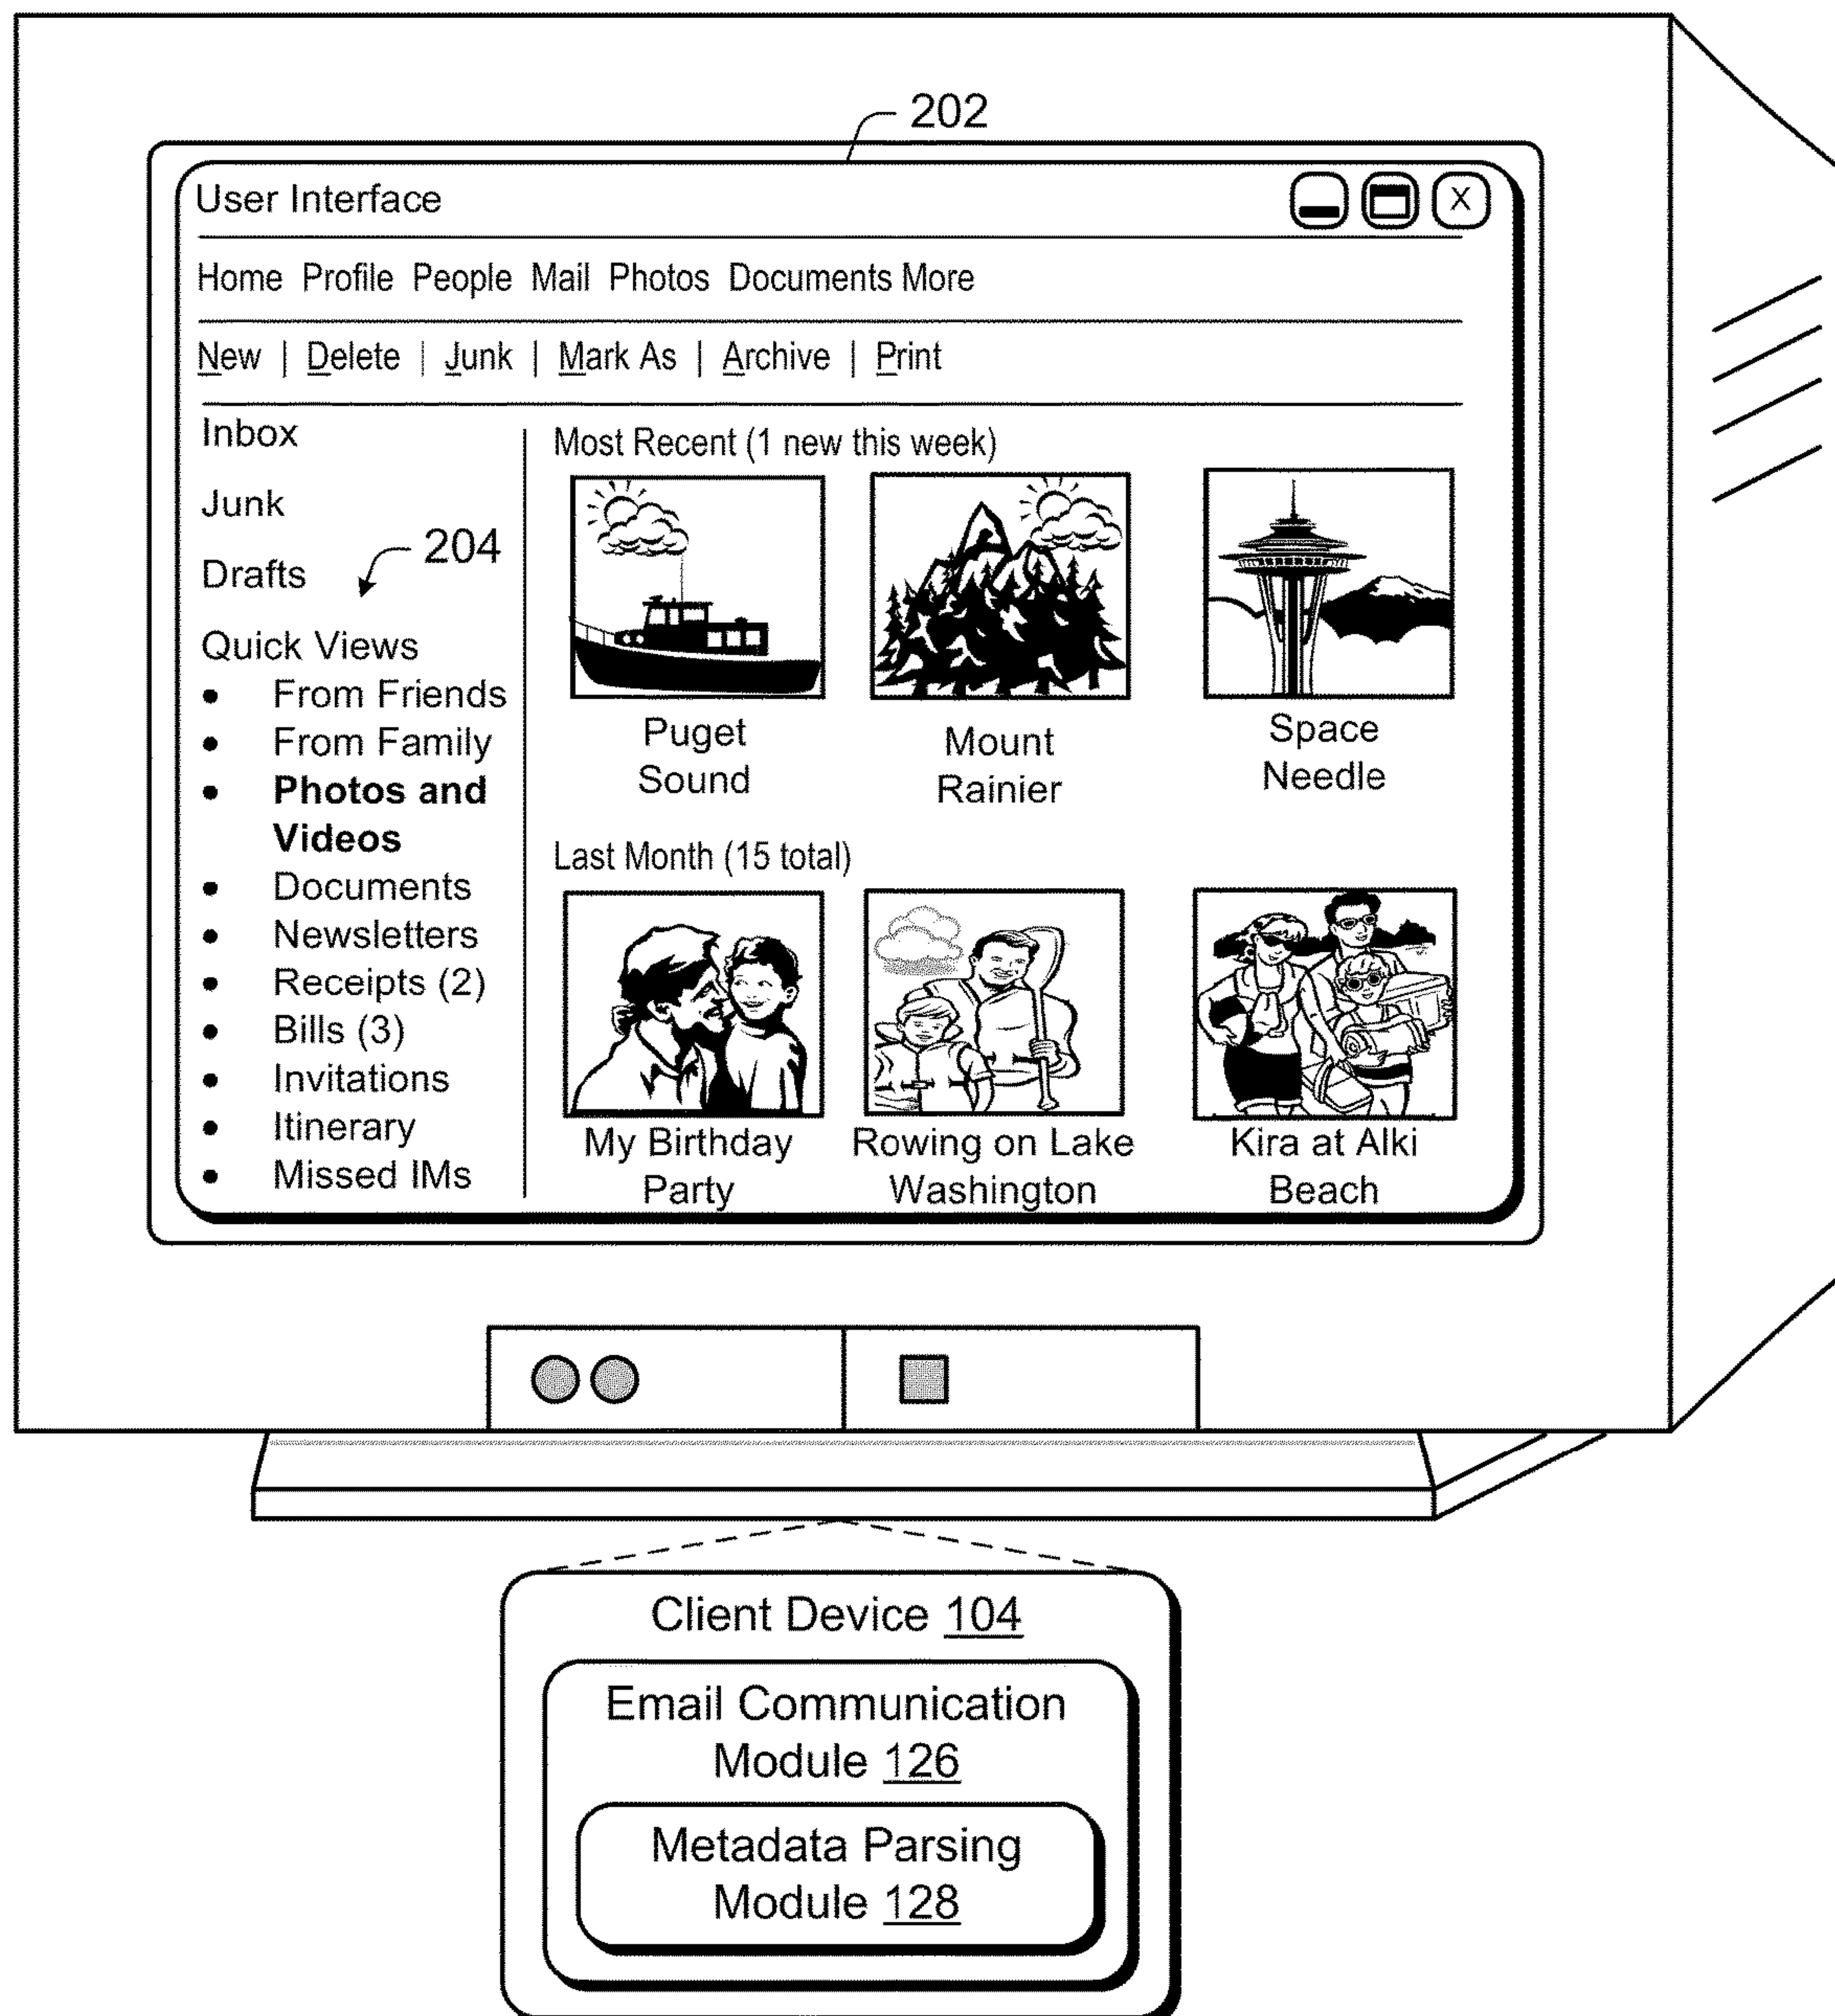 202
User Interface
X
Home Profile People Mail Photos Documents More
New | Delete | Junk | Mark As | Archive | Print
Inbox
Junk
204
Drafts
Quick Views
• From Friends
• From Family
• Photos and
Videos
• Documents
• Newsletters
• Receipts (2)
• Bills (3)
• Invitations
• Itinerary
• Missed IMs
Most Recent (1 new this week)
Puget
Sound
Mount
Rainier
Space
Needle
Last Month (15 total)
My Birthday
Party
Rowing on Lake
Washington
Kira at Alki
Beach
Client Device 104
Email Communication
Module 126
Metadata Parsing
Module 128